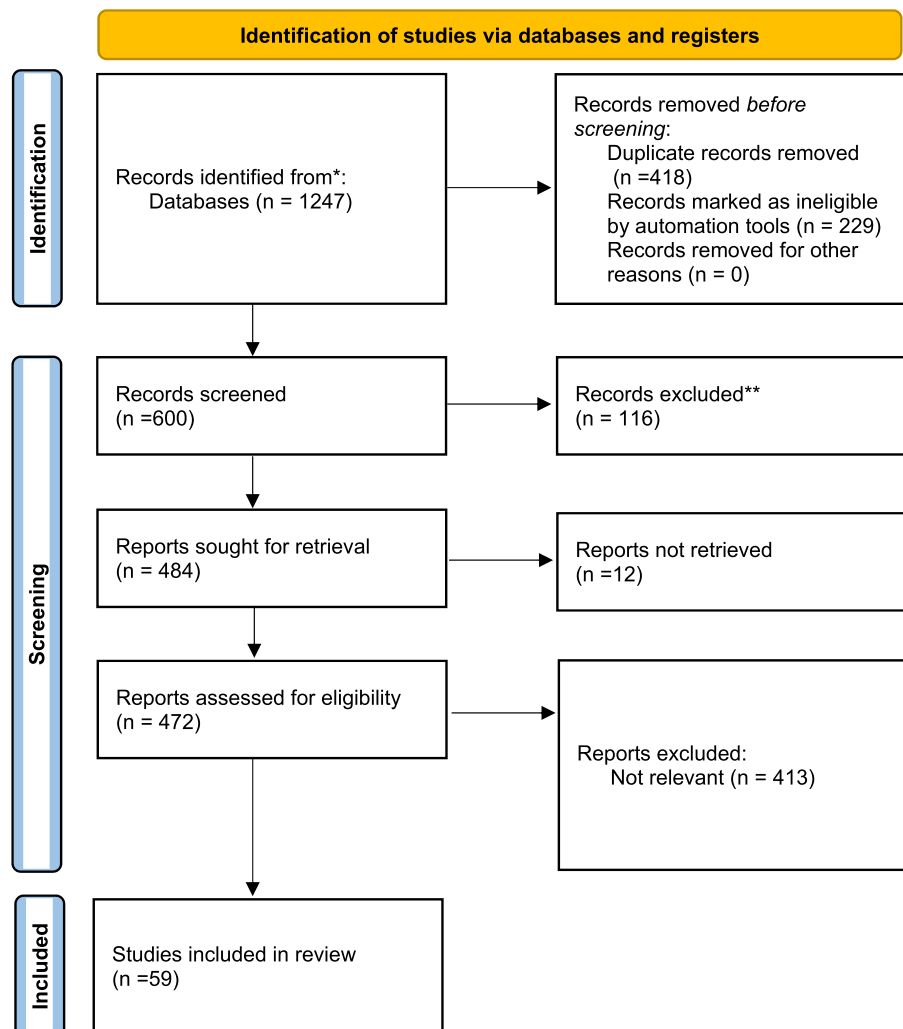 Identification of studies via databases and registers
Identification
Records identified from*:
Databases (n = 1247)
Records removed before
screening:
Duplicate records removed
(n =418)
Records marked as ineligible
by automation tools (n = 229)
Records removed for other
reasons (n = 0)
Screening
Records screened
(n =600)
Records excluded**
(n = 116)
Reports sought for retrieval
(n = 484)
Reports not retrieved
(n =12)
Reports assessed for eligibility
(n = 472)
Reports excluded:
Not relevant (n = 413)
Included
Studies included in review
(n =59)